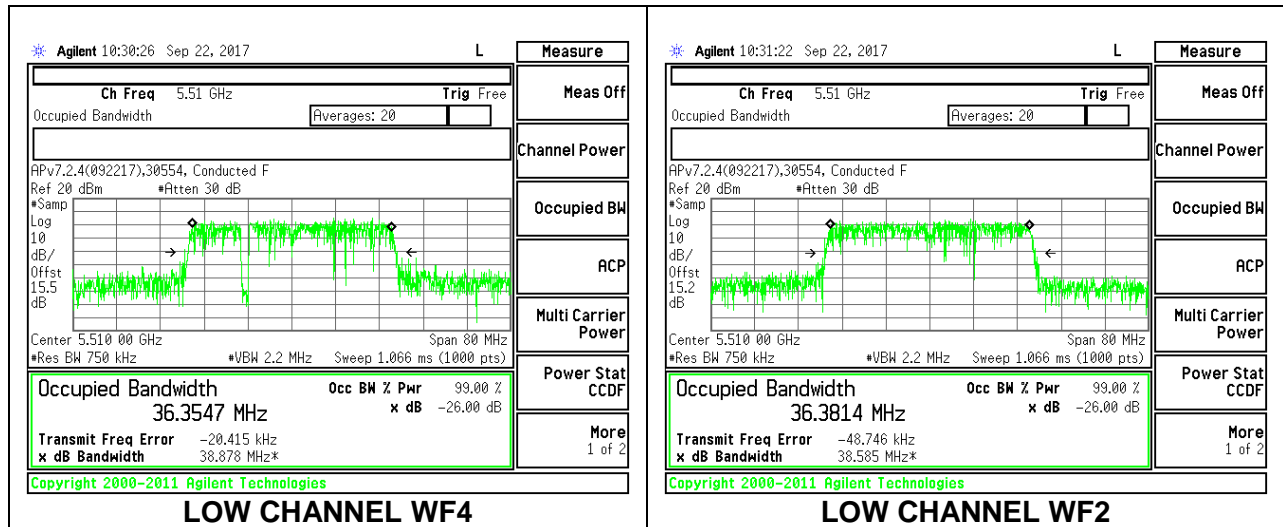 Agilent 10:30:26 Sep 22, 2017 L
Measure
Ch Freq 5.51 GHz Trig Free
Occupied Bandwidth Averages: 20
APv7.2.4(092217),30554, Conducted F
Ref 20 dBm #Atten 30 dB
#Samp
Log
10
dB/
Offst
15.5
dB
Center 5.510 00 GHz Span 80 MHz
#Res BW 750 kHz #VBW 2.2 MHz Sweep 1.066 ms (1000 pts)
Occupied Bandwidth Occ BW % Pwr 99.00 %
36.3547 MHz x dB -26.00 dB
Transmit Freq Error -20.415 kHz
x dB Bandwidth 38.878 MHz*
Copyright 2000-2011 Agilent Technologies
Meas Off
Channel Power
Occupied BW
ACP
Multi Carrier
Power
Power Stat
CCDF
More
1 of 2
LOW CHANNEL WF4
Agilent 10:31:22 Sep 22, 2017 L
Measure
Ch Freq 5.51 GHz Trig Free
Occupied Bandwidth Averages: 20
APv7.2.4(092217),30554, Conducted F
Ref 20 dBm #Atten 30 dB
#Samp
Log
10
dB/
Offst
15.2
dB
Center 5.510 00 GHz Span 80 MHz
#Res BW 750 kHz #VBW 2.2 MHz Sweep 1.066 ms (1000 pts)
Occupied Bandwidth Occ BW % Pwr 99.00 %
36.3814 MHz x dB -26.00 dB
Transmit Freq Error -48.746 kHz
x dB Bandwidth 38.585 MHz*
Copyright 2000-2011 Agilent Technologies
Meas Off
Channel Power
Occupied BW
ACP
Multi Carrier
Power
Power Stat
CCDF
More
1 of 2
LOW CHANNEL WF2